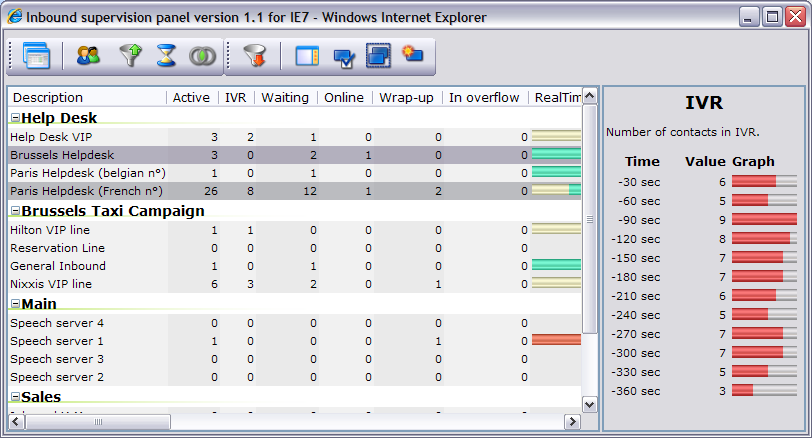 Inbound supervision panel version 1.1 for IE7 - Windows Internet Explorer
Description Active IVR Waiting Online Wrap-up In overflow RealTim
Help Desk
Help Desk VIP 3 2 1 0 0 0
Brussels Helpdesk 3 0 2 1 0 0
Paris Helpdesk (belgian n°) 1 0 1 0 0 0
Paris Helpdesk (French n°) 26 8 12 1 2 0
Brussels Taxi Campaign
Hilton VIP line 1 1 0 0 0 0
Reservation Line 0 0 0 0 0 0
General Inbound 1 0 1 0 0 0
Nixxis VIP line 6 3 2 0 1 0
Main
Speech server 4 0 0 0 0 0 0
Speech server 1 1 0 0 0 1 0
Speech server 3 0 0 0 0 0 0
Speech server 2 0 0 0 0 0 0
Sales
IVR
Number of contacts in IVR.
Time Value Graph
-30 sec 6
-60 sec 5
-90 sec 9
-120 sec 8
-150 sec 7
-180 sec 7
-210 sec 6
-240 sec 5
-270 sec 7
-300 sec 7
-330 sec 5
-360 sec 3